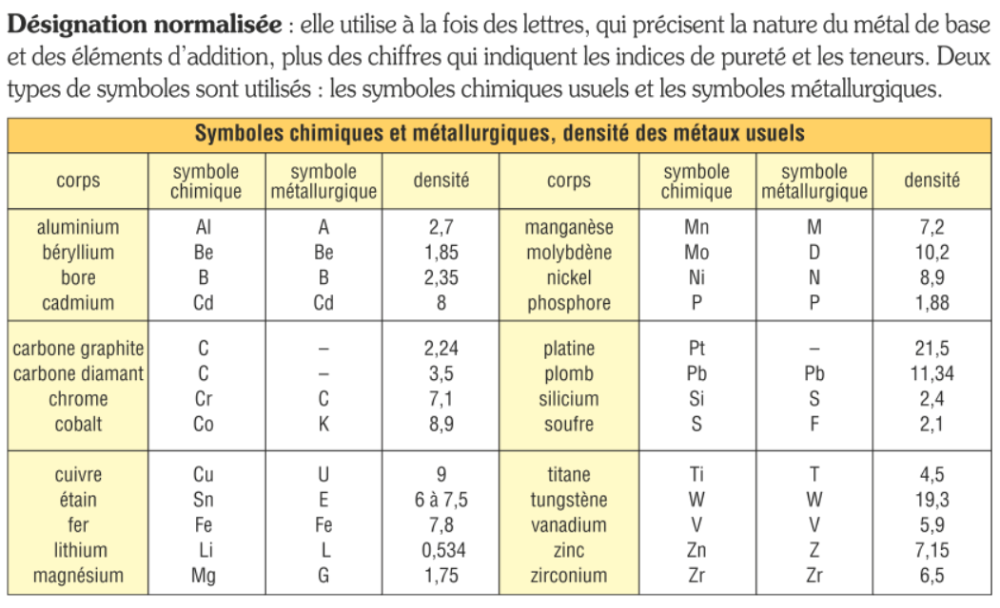 Désignation normalisée : elle utilise à la fois des lettres, qui précisent la nature du métal de base
et des éléments d'addition, plus des chiffres qui indiquent les indices de pureté et les teneurs. Deux
types de symboles sont utilisés : les symboles chimiques usuels et les symboles métallurgiques.
Symboles chimiques et métallurgiques, densité des métaux usuels
corps symbole chimique symbole métallurgique densité corps symbole chimique symbole métallurgique densité
aluminium Al A 2,7 manganèse Mn M 7,2
béryllium Be Be 1,85 molybdène Mo D 10,2
bore B B 2,35 nickel Ni N 8,9
cadmium Cd Cd 8 phosphore P P 1,88
carbone graphite C – 2,24 platine Pt – 21,5
carbone diamant C – 3,5 plomb Pb Pb 11,34
chrome Cr C 7,1 silicium Si S 2,4
cobalt Co K 8,9 soufre S F 2,1
cuivre Cu U 9 titane Ti T 4,5
étain Sn E 6 à 7,5 tungstène W W 19,3
fer Fe Fe 7,8 vanadium V V 5,9
lithium Li L 0,534 zinc Zn Z 7,15
magnésium Mg G 1,75 zirconium Zr Zr 6,5